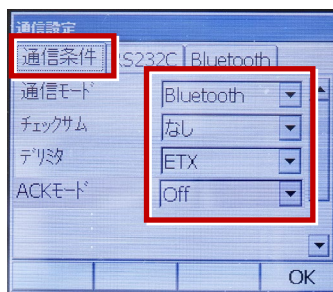 通信設定
通信条件 RS232C Bluetooth
通信モード Bluetooth
チェックサム なし
デリミタ ETX
ACKモード Off
OK